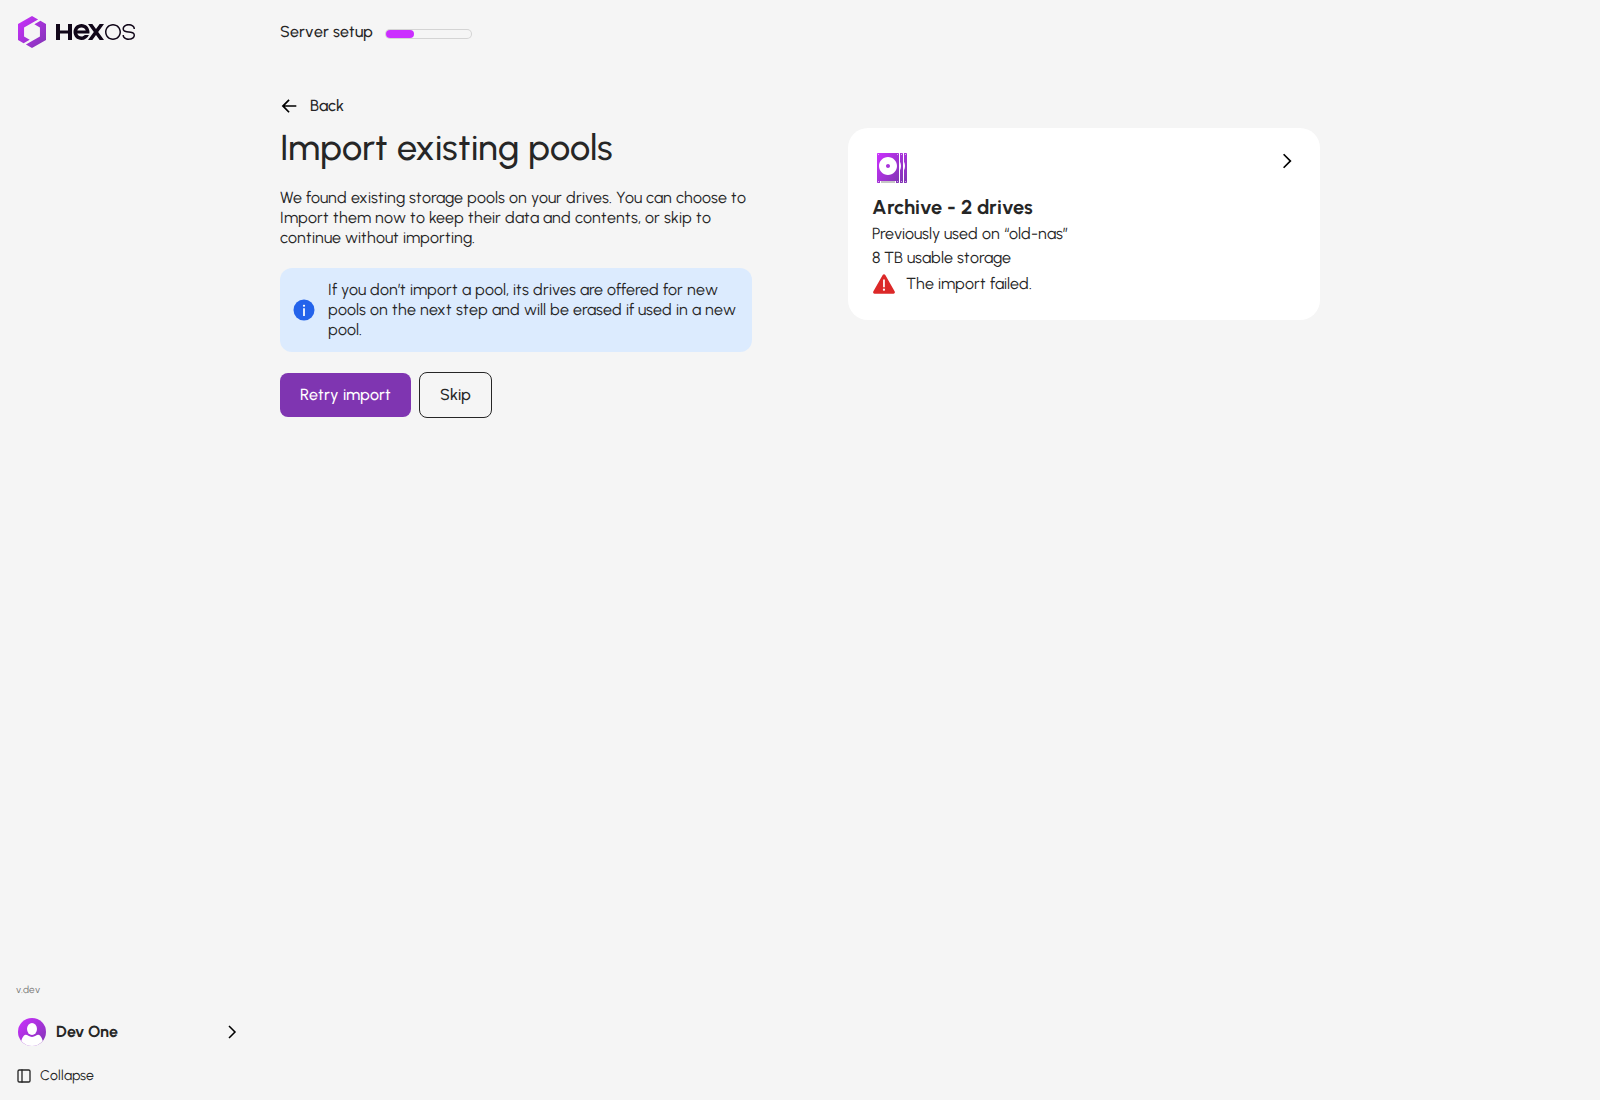 HexOS
Server setup
Back
Import existing pools
We found existing storage pools on your drives. You can choose to
Import them now to keep their data and contents, or skip to
continue without importing.
If you don’t import a pool, its drives are offered for new
pools on the next step and will be erased if used in a new
pool.
Retry import
Skip
Archive - 2 drives
Previously used on “old-nas”
8 TB usable storage
The import failed.
v.dev
Dev One
Collapse